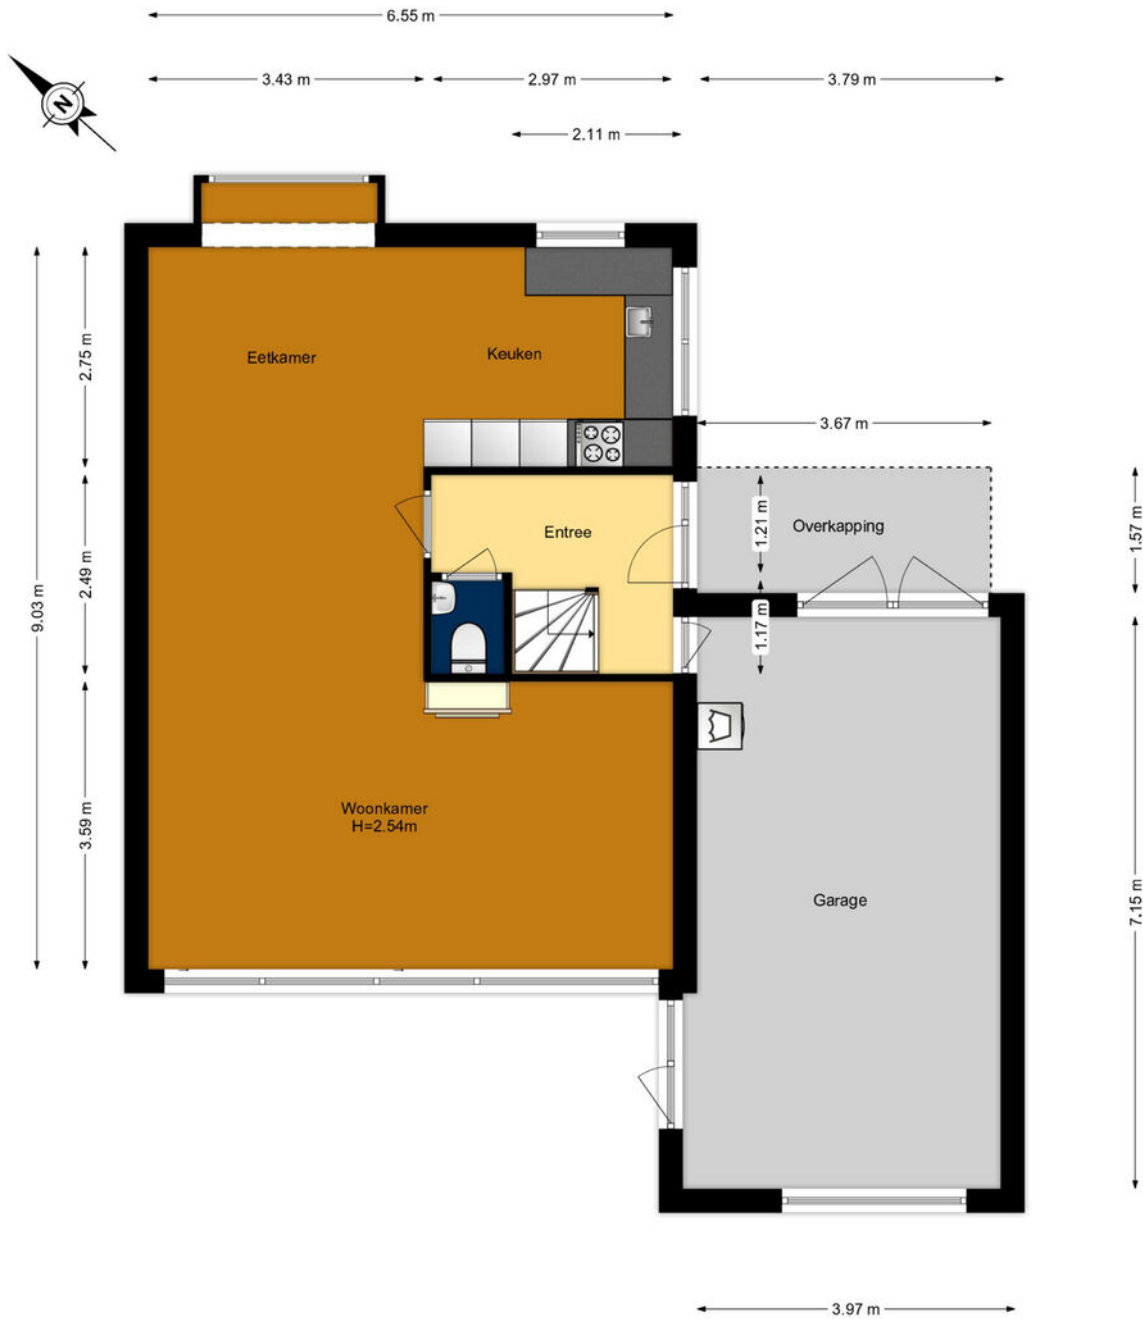 6.55 m
3.43 m
2.97 m
3.79 m
2.11 m
N
2.75 m
Eetkamer
Keuken
3.67 m
9.03 m
2.49 m
Entree
1.21 m
Overkapping
1.57 m
1.17 m
3.59 m
Woonkamer
H=2.54m
Garage
7.15 m
3.97 m